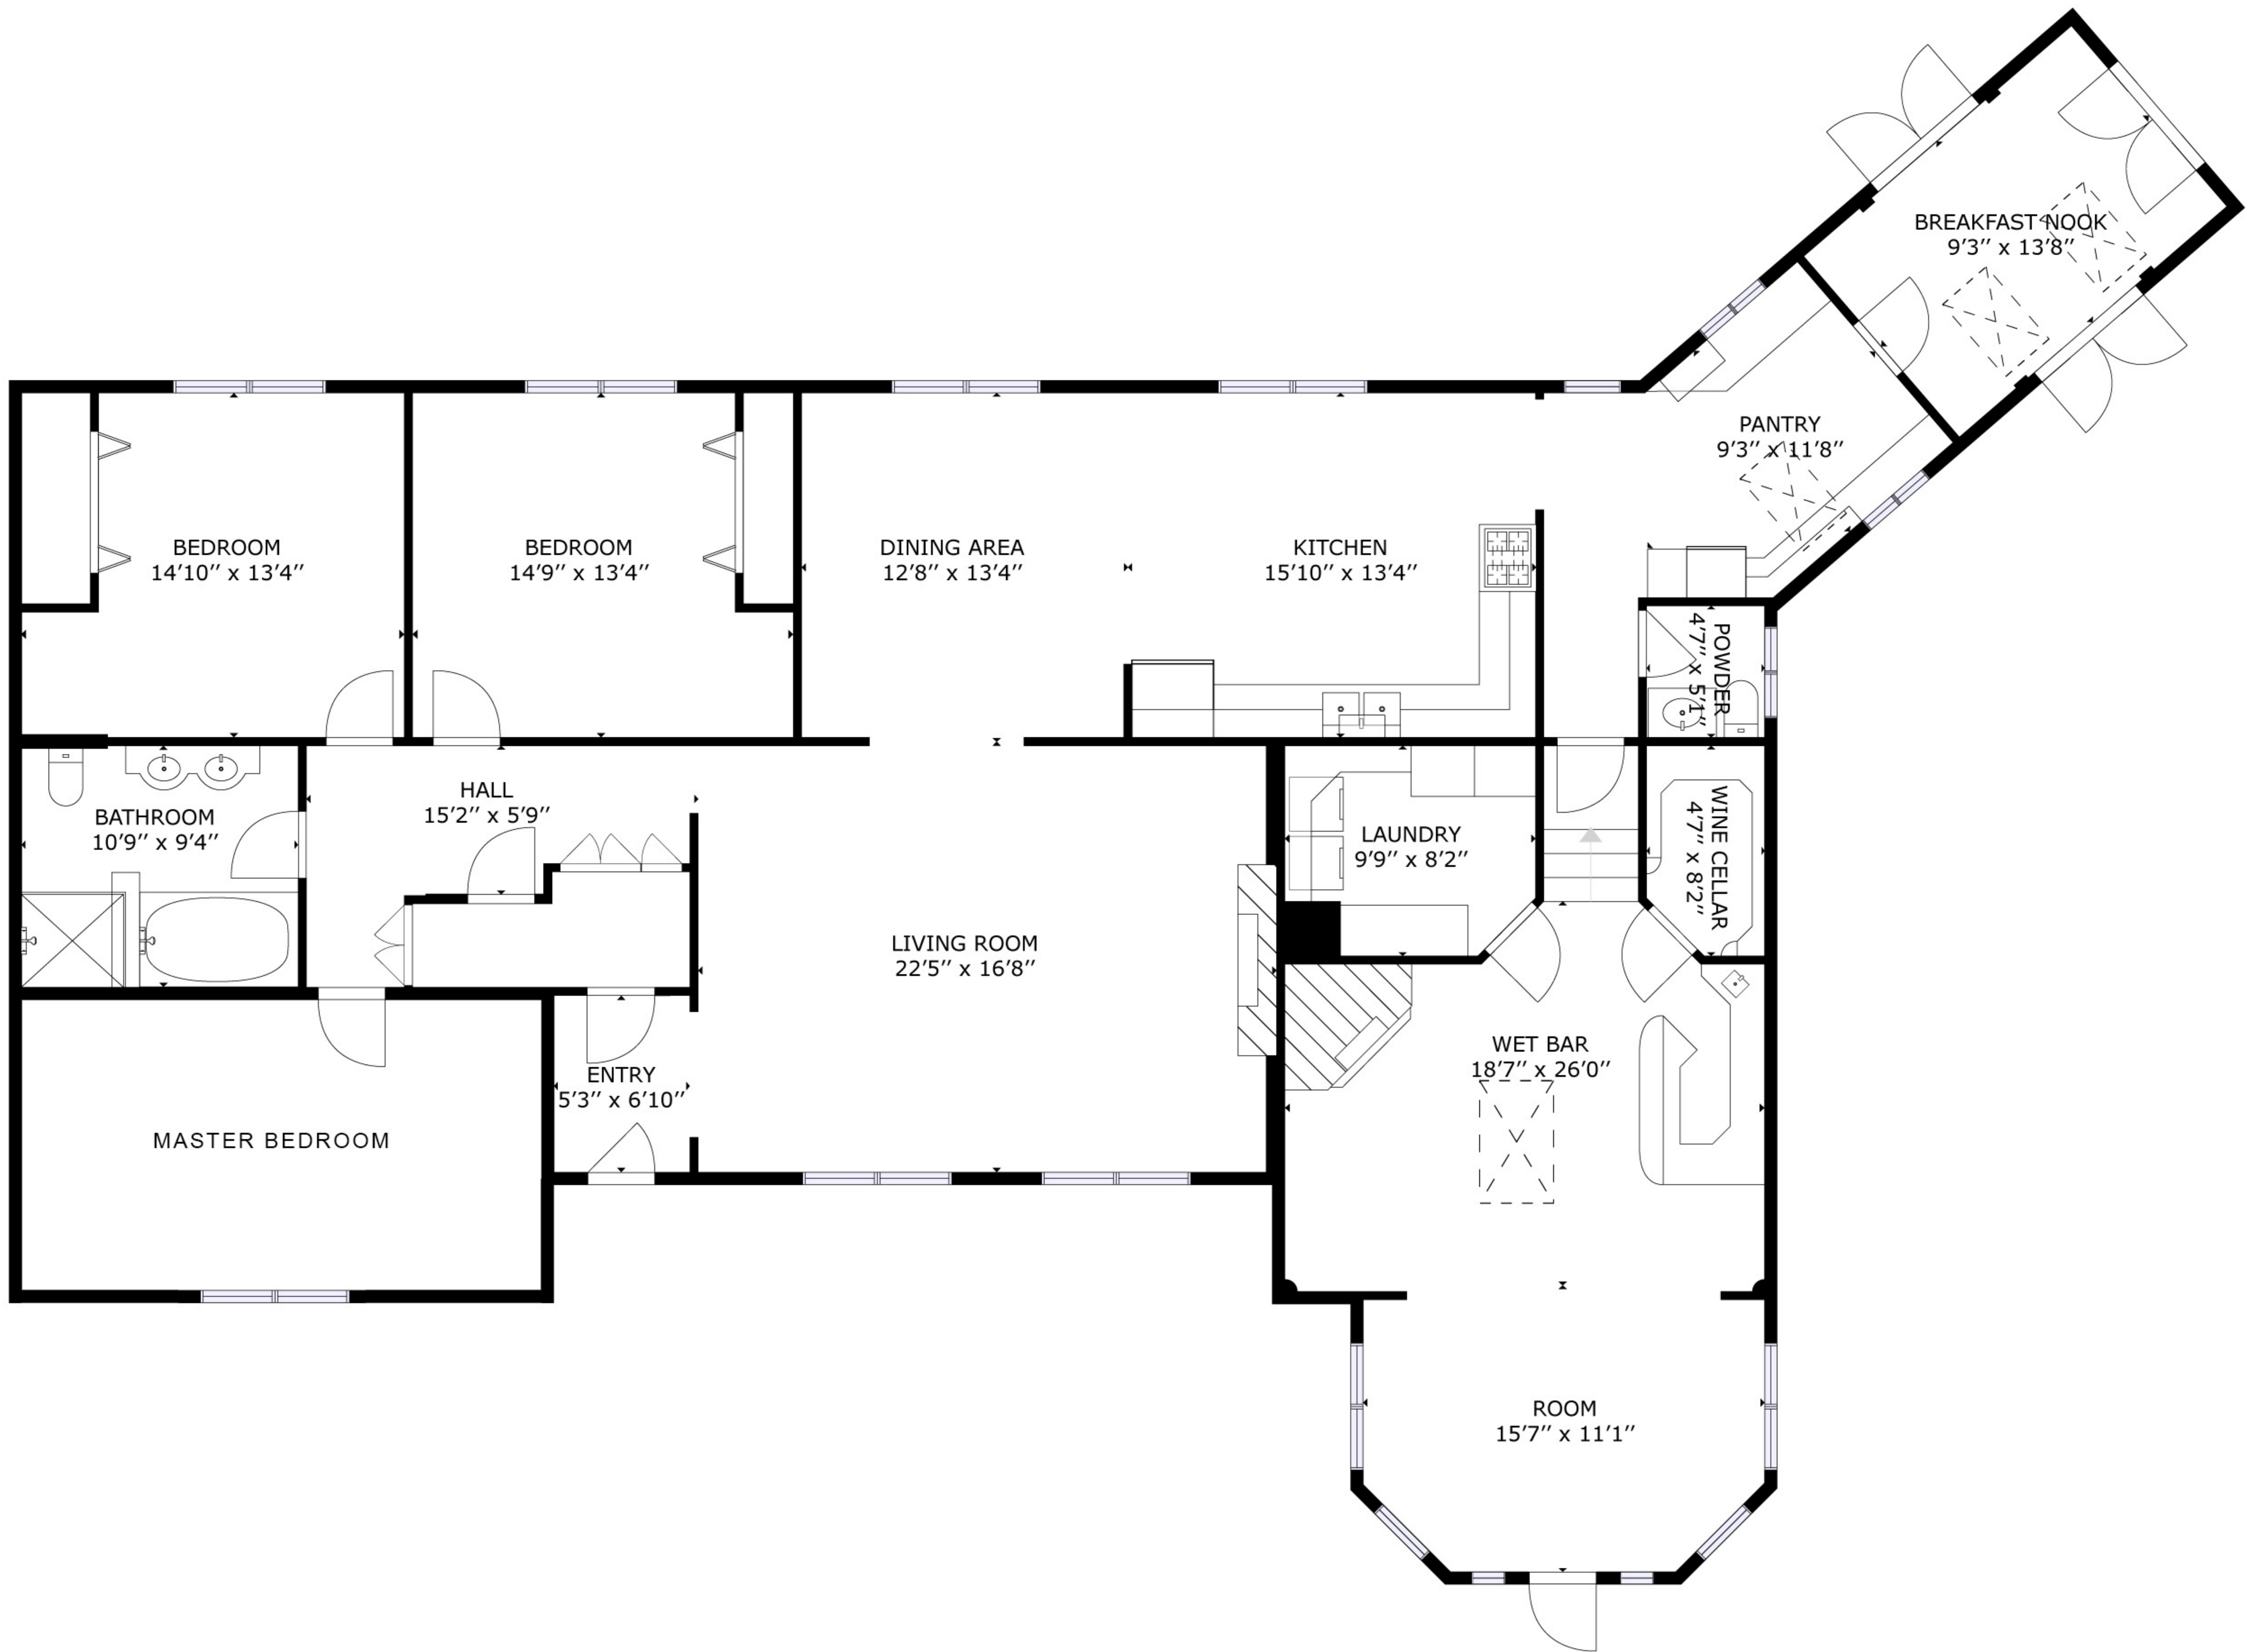 BREAKFAST NOOK
9′3′′ x 13′8′′
PANTRY
9′3′′ x 11′8′′
BEDROOM
14′10′′ x 13′4′′
BEDROOM
14′9′′ x 13′4′′
DINING AREA
12′8′′ x 13′4′′
KITCHEN
15′10′′ x 13′4′′
POWDER
4′7′′ x 5′1′′
HALL
15′2′′ x 5′9′′
BATHROOM
10′9′′ x 9′4′′
LAUNDRY
9′9′′ x 8′2′′
WINE CELLAR
4′7′′ x 8′2′′
LIVING ROOM
22′5′′ x 16′8′′
WET BAR
18′7′′ x 26′0′′
ENTRY
5′3′′ x 6′10′′
MASTER BEDROOM
ROOM
15′7′′ x 11′1′′